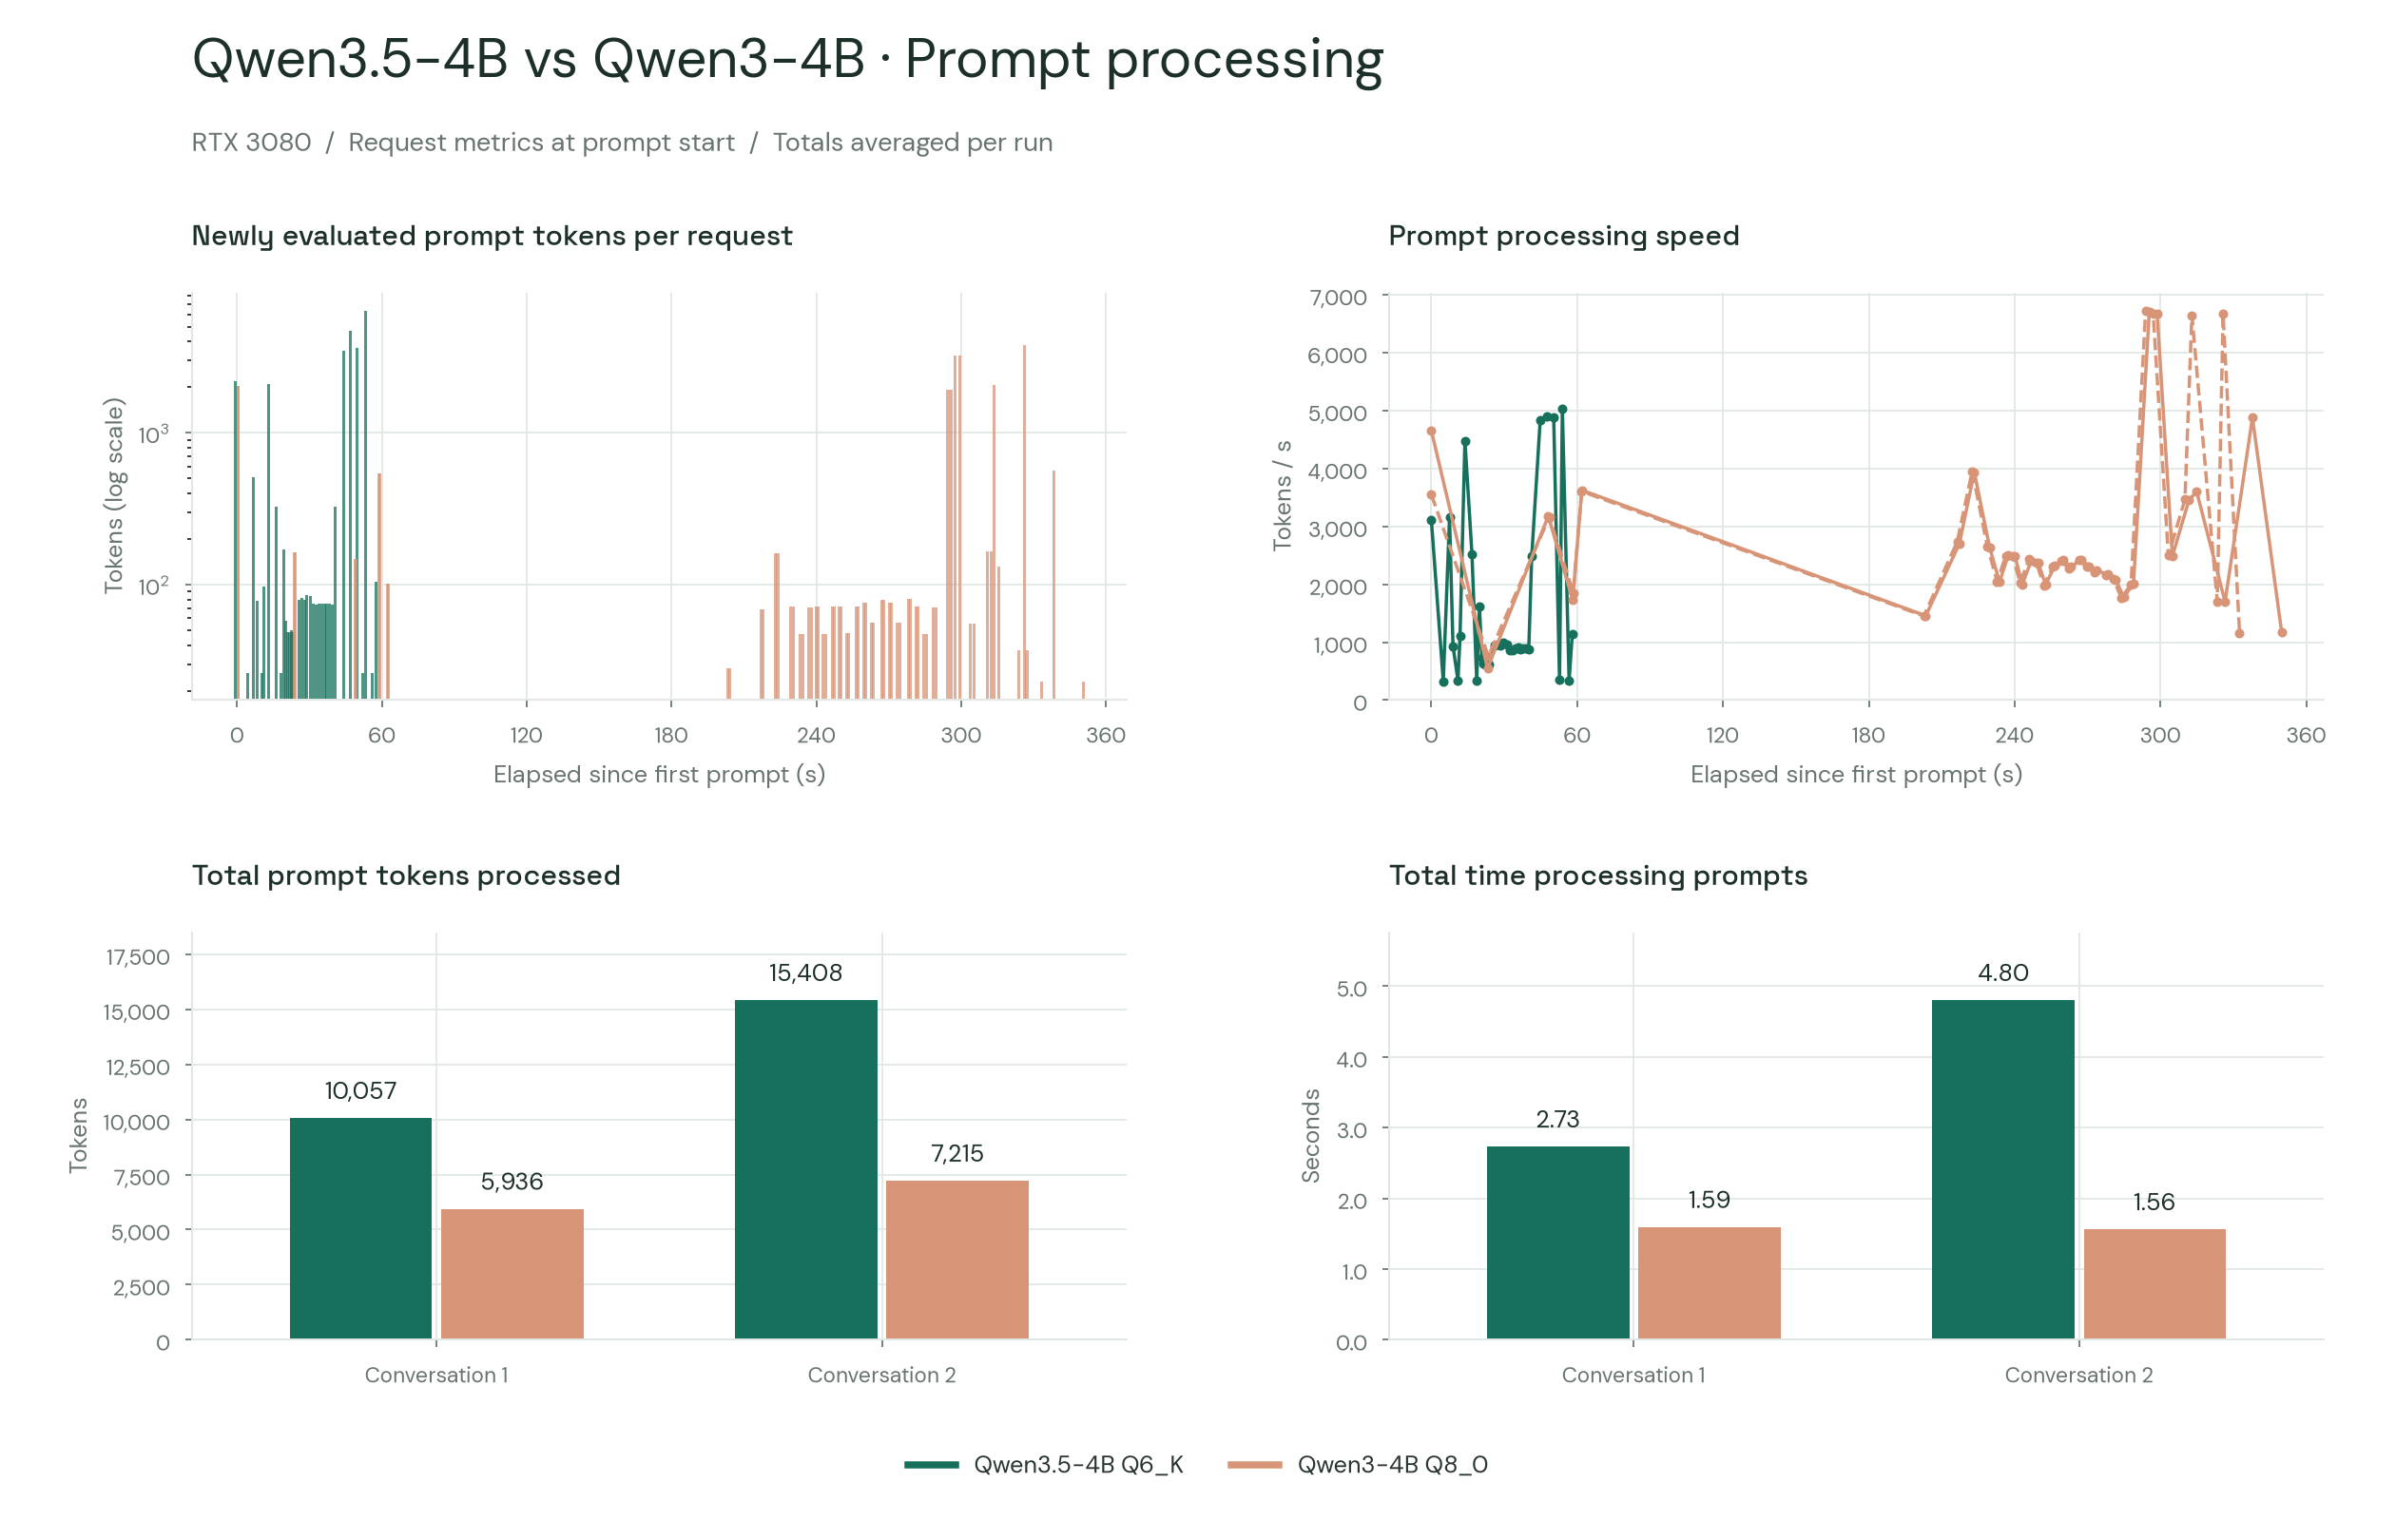 Qwen3.5-4B vs Qwen3-4B · Prompt processing
RTX 3080 / Request metrics at prompt start / Totals averaged per run
Newly evaluated prompt tokens per request
Tokens (log scale)
10³
10²
0 60 120 180 240 300 360
Elapsed since first prompt (s)
Prompt processing speed
Tokens / s
7,000
6,000
5,000
4,000
3,000
2,000
1,000
0
0 60 120 180 240 300 360
Elapsed since first prompt (s)
Total prompt tokens processed
Tokens
17,500
15,000
12,500
10,000
7,500
5,000
2,500
0
10,057
5,936
15,408
7,215
Conversation 1 Conversation 2
Total time processing prompts
Seconds
5.0
4.0
3.0
2.0
1.0
0.0
2.73
1.59
4.80
1.56
Conversation 1 Conversation 2
Qwen3.5-4B Q6_K Qwen3-4B Q8_0